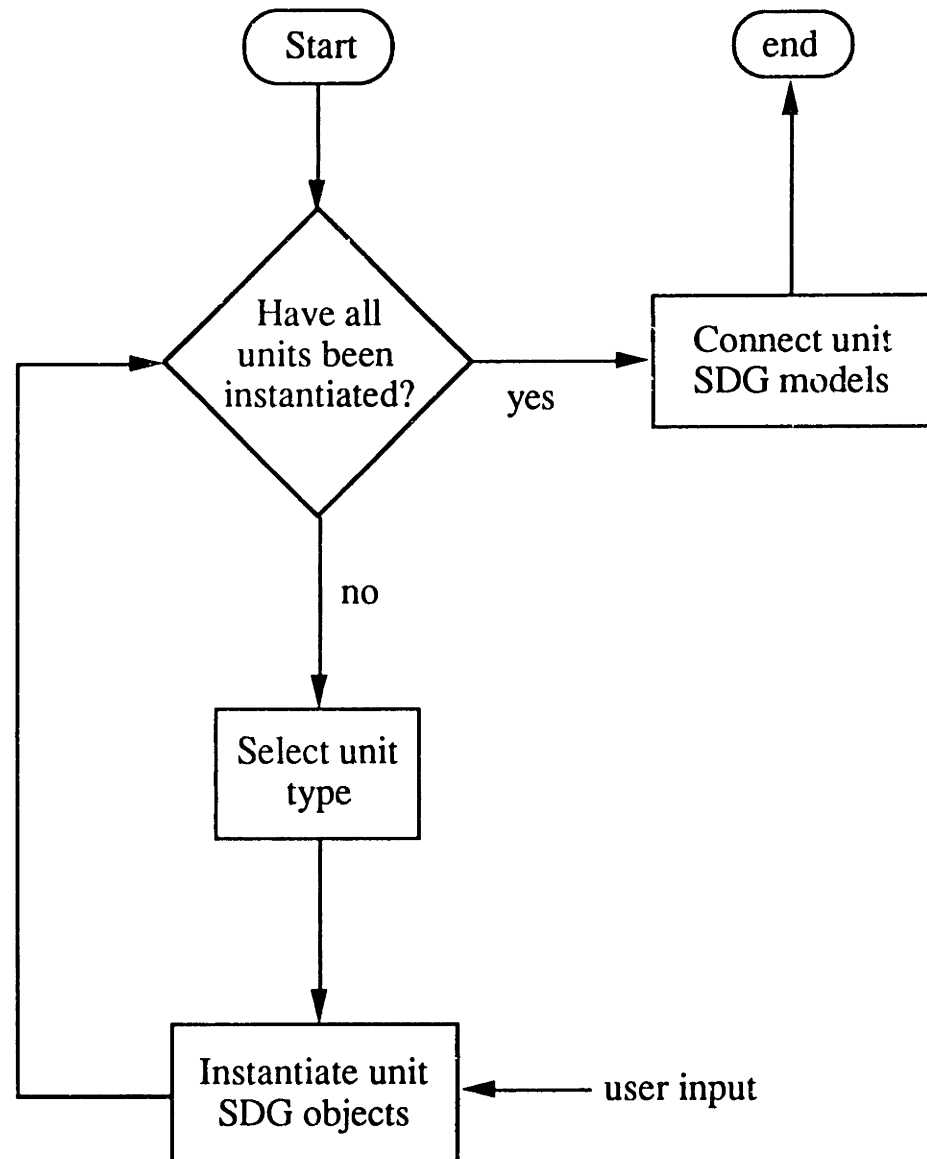 Start
end
Have all
units been
instantiated?
yes
Connect unit
SDG models
no
Select unit
type
Instantiate unit
SDG objects
user input